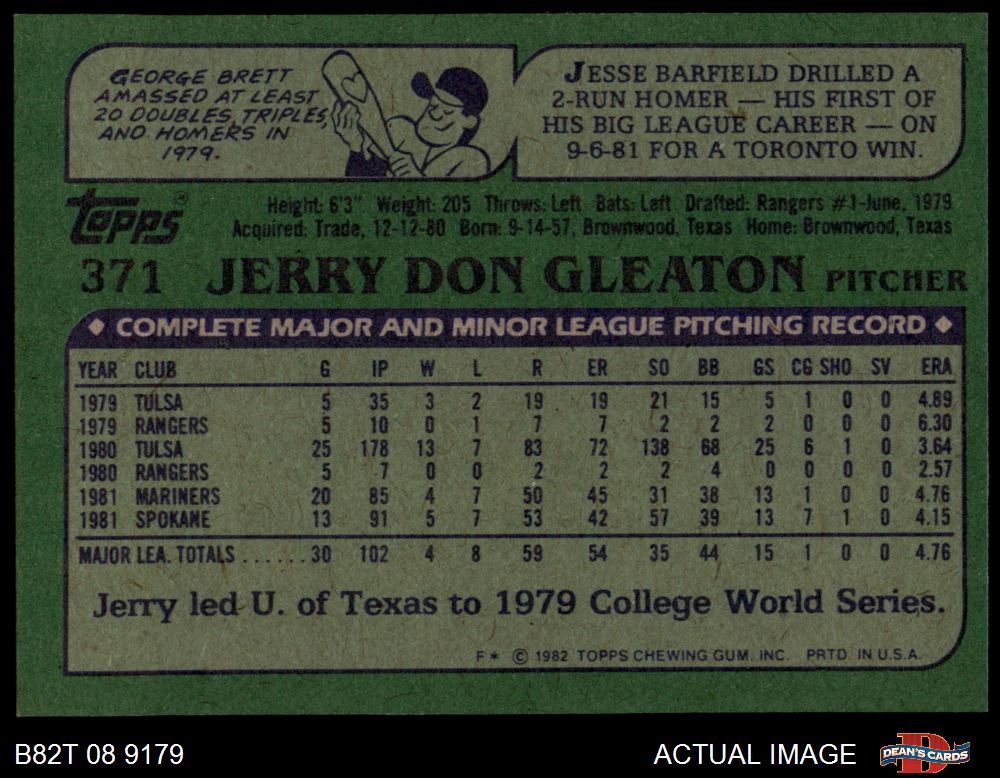 GEORGE BRETT
AMASSED AT LEAST
20 DOUBLES, TRIPLES,
AND HOMERS IN
1979.
JESSE BARFIELD DRILLED A
2-RUN HOMER — HIS FIRST OF
HIS BIG LEAGUE CAREER — ON
9-6-81 FOR A TORONTO WIN.
TOPPS®
Height: 6'3" Weight: 205 Throws: Left Bats: Left Drafted: Rangers #1-June, 1979
Acquired: Trade, 12-12-80 Born: 9-14-57, Brownwood, Texas Home: Brownwood, Texas
371 JERRY DON GLEATON PITCHER
◆ COMPLETE MAJOR AND MINOR LEAGUE PITCHING RECORD ◆
YEAR CLUB G IP W L R ER SO BB GS CG SHO SV ERA
1979 TULSA 5 35 3 2 19 19 21 15 5 1 0 0 4.89
1979 RANGERS 5 10 0 1 7 7 2 2 2 0 0 0 6.30
1980 TULSA 25 178 13 7 83 72 138 68 25 6 1 0 3.64
1980 RANGERS 5 7 0 0 2 2 2 4 0 0 0 0 2.57
1981 MARINERS 20 85 4 7 50 45 31 38 13 1 0 0 4.76
1981 SPOKANE 13 91 5 7 53 42 57 39 13 7 1 0 4.15
MAJOR LEA. TOTALS ...... 30 102 4 8 59 54 35 44 15 1 0 0 4.76
Jerry led U. of Texas to 1979 College World Series.
F* © 1982 TOPPS CHEWING GUM, INC. PRTD. IN U.S.A.
B82T 08 9179 ACTUAL IMAGE DEAN'S CARDS